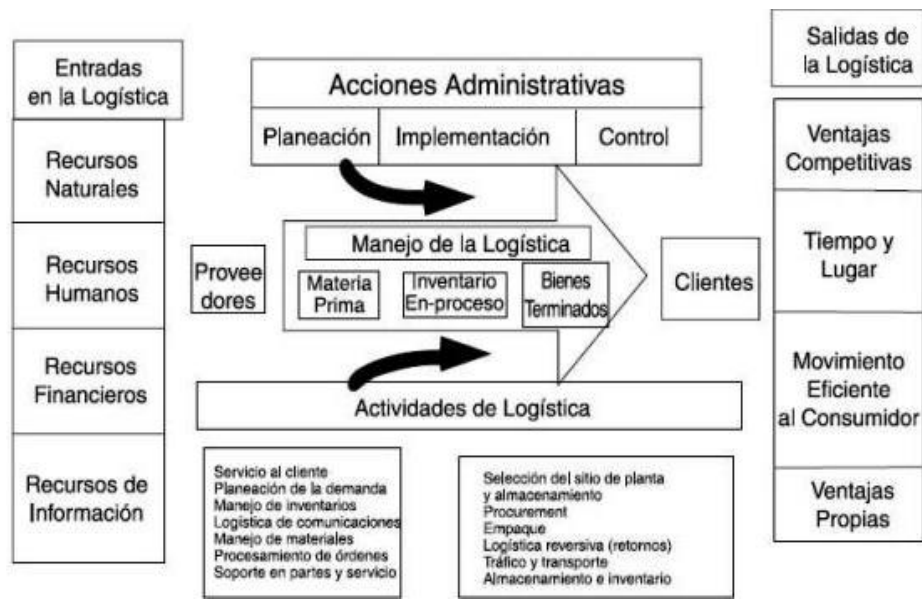 Entradas
en la Logística
Recursos
Naturales
Recursos
Humanos
Recursos
Financieros
Recursos de
Información
Acciones Administrativas
Planeación
Implementación
Control
Provee
dores
Manejo de la Logística
Materia
Prima
Inventario
En-proceso
Bienes
Terminados
Clientes
Actividades de Logística
Servicio al cliente
Planeación de la demanda
Manejo de inventarios
Logística de comunicaciones
Manejo de materiales
Procesamiento de órdenes
Soporte en partes y servicio
Selección del sitio de planta
y almacenamiento
Procurement
Empaque
Logística reversiva (retornos)
Tráfico y transporte
Almacenamiento e inventario
Salidas de
la Logística
Ventajas
Competitivas
Tiempo y
Lugar
Movimiento
Eficiente
al Consumidor
Ventajas
Propias